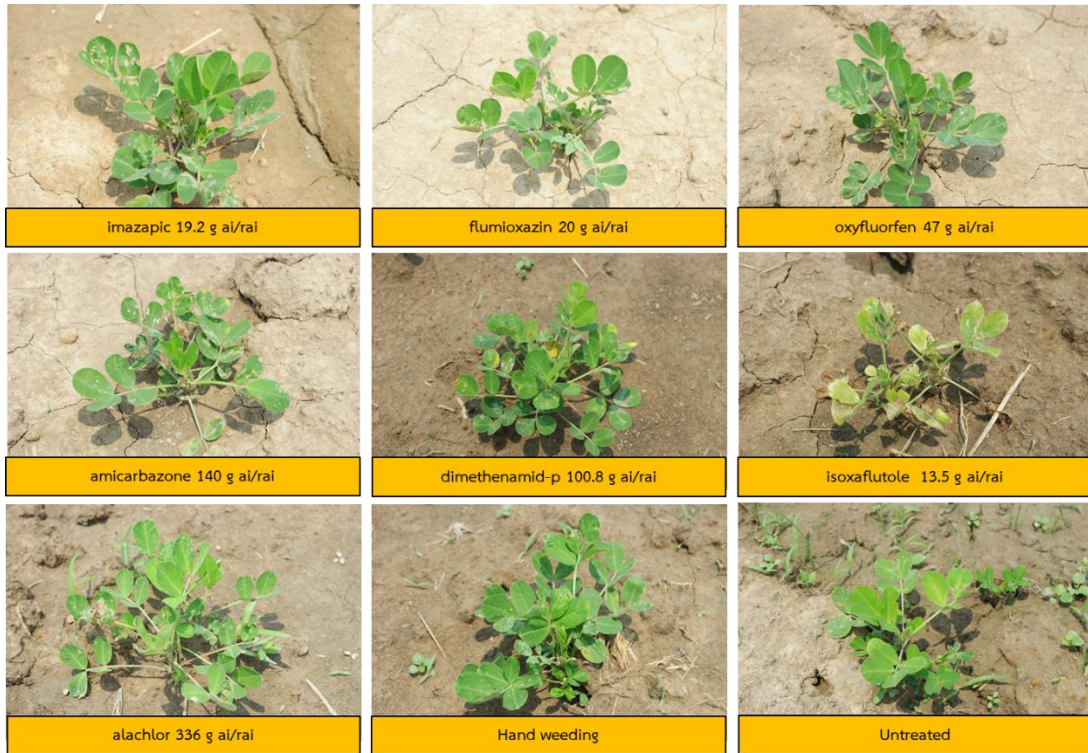 imazapic 19.2 g ai/rai
flumioxazin 20 g ai/rai
oxyfluorfen 47 g ai/rai
amicarbazone 140 g ai/rai
dimethenamid-p 100.8 g ai/rai
isoxaflutole 13.5 g ai/rai
alachlor 336 g ai/rai
Hand weeding
Untreated